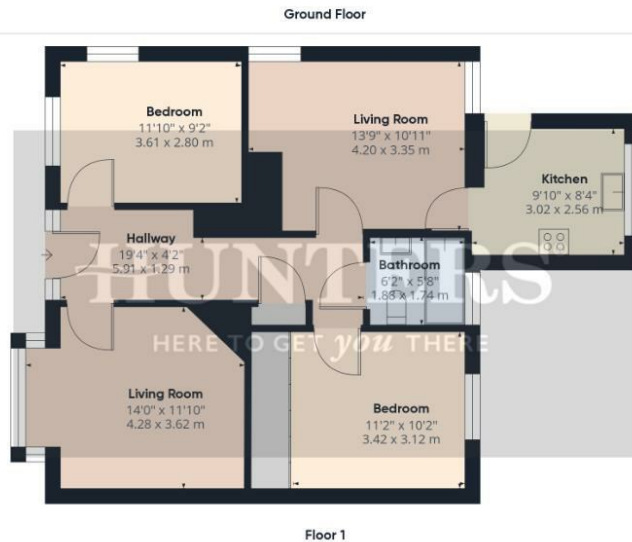 Ground Floor
Bedroom
11'10" x 9'2"
3.61 x 2.80 m
Living Room
13'9" x 10'11"
4.20 x 3.35 m
Kitchen
9'10" x 8'4"
3.02 x 2.56 m
Hallway
19'4" x 4'2"
5.91 x 1.29 m
Bathroom
6'2" x 5'8"
1.88 x 1.74 m
HUNTERS
HERE TO GET you THERE
Living Room
14'0" x 11'10"
4.28 x 3.62 m
Bedroom
11'2" x 10'2"
3.42 x 3.12 m
Floor 1